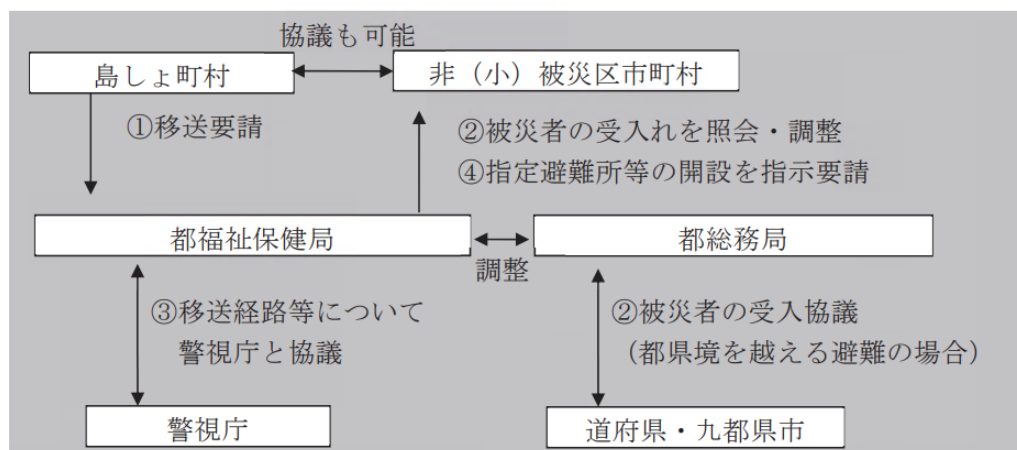 協議も可能
島しょ町村
非（小）被災区市町村
①移送要請
②被災者の受入れを照会・調整
④指定避難所等の開設を指示要請
都福祉保健局
都総務局
調整
③移送経路等について
警視庁と協議
②被災者の受入協議
（都県境を越える避難の場合）
警視庁
道府県・九都県市